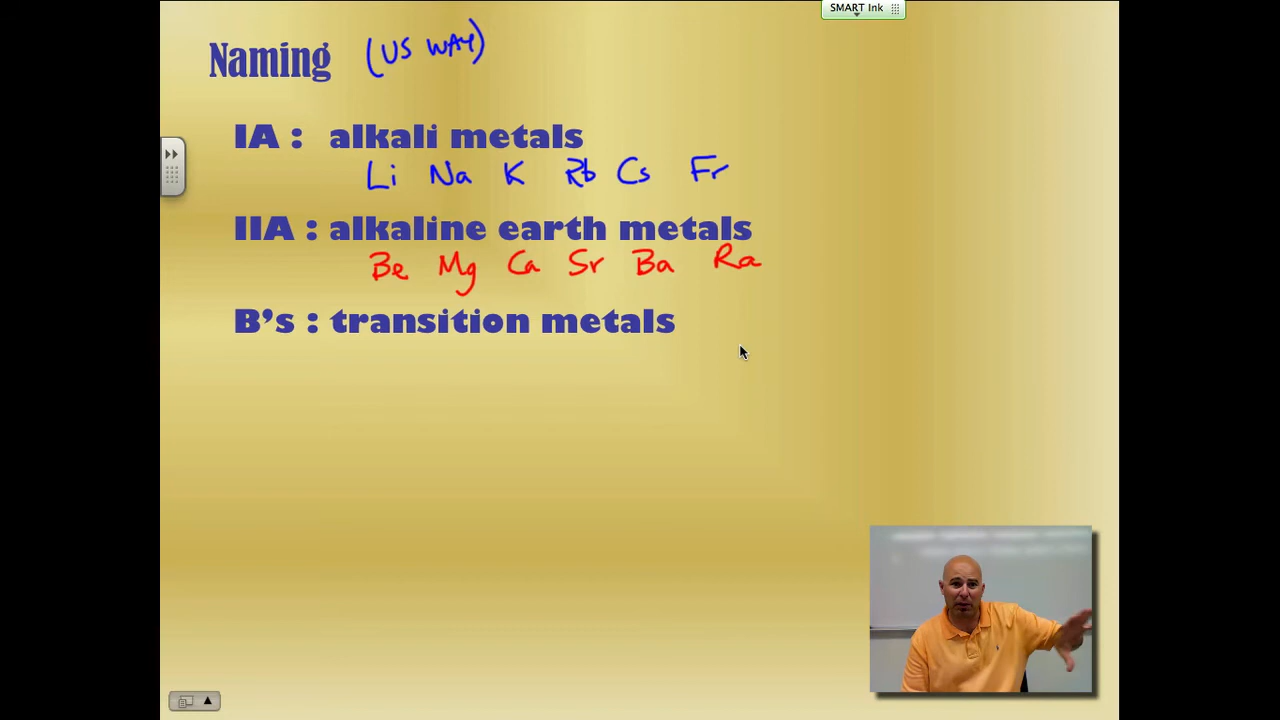 SMART Ink
Naming (US WAY)
IA : alkali metals
Li Na K Rb Cs Fr
IIA : alkaline earth metals
Be Mg Ca Sr Ba Ra
B's : transition metals